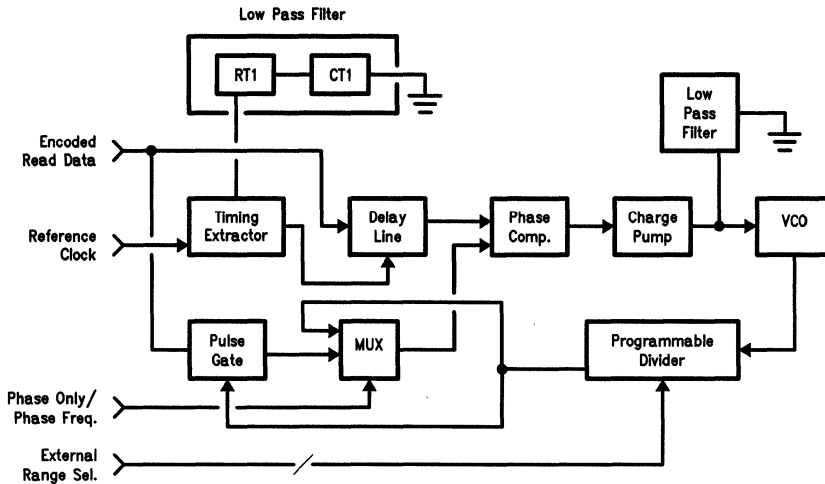 Low Pass Filter
RT1
CT1
Low
Pass
Filter
Encoded
Read Data
Timing
Extractor
Delay
Line
Phase
Comp.
Charge
Pump
VCO
Reference
Clock
Pulse
Gate
MUX
Programmable
Divider
Phase Only/
Phase Freq.
External
Range Sel.